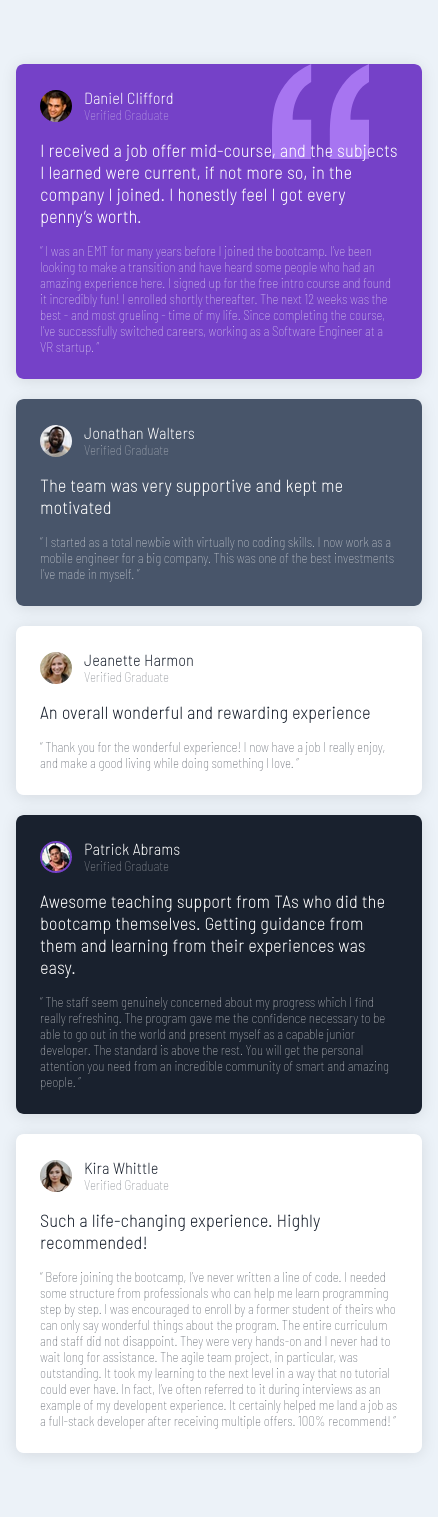 Daniel Clifford
Verified Graduate
I received a job offer mid-course, and the subjects
I learned were current, if not more so, in the
company I joined. I honestly feel I got every
penny’s worth.
“ I was an EMT for many years before I joined the bootcamp. I’ve been
looking to make a transition and have heard some people who had an
amazing experience here. I signed up for the free intro course and found
it incredibly fun! I enrolled shortly thereafter. The next 12 weeks was the
best - and most grueling - time of my life. Since completing the course,
I’ve successfully switched careers, working as a Software Engineer at a
VR startup. ”
Jonathan Walters
Verified Graduate
The team was very supportive and kept me
motivated
“ I started as a total newbie with virtually no coding skills. I now work as a
mobile engineer for a big company. This was one of the best investments
I’ve made in myself. ”
Jeanette Harmon
Verified Graduate
An overall wonderful and rewarding experience
“ Thank you for the wonderful experience! I now have a job I really enjoy,
and make a good living while doing something I love. ”
Patrick Abrams
Verified Graduate
Awesome teaching support from TAs who did the
bootcamp themselves. Getting guidance from
them and learning from their experiences was
easy.
“ The staff seem genuinely concerned about my progress which I find
really refreshing. The program gave me the confidence necessary to be
able to go out in the world and present myself as a capable junior
developer. The standard is above the rest. You will get the personal
attention you need from an incredible community of smart and amazing
people. ”
Kira Whittle
Verified Graduate
Such a life-changing experience. Highly
recommended!
“ Before joining the bootcamp, I’ve never written a line of code. I needed
some structure from professionals who can help me learn programming
step by step. I was encouraged to enroll by a former student of theirs who
can only say wonderful things about the program. The entire curriculum
and staff did not disappoint. They were very hands-on and I never had to
wait long for assistance. The agile team project, in particular, was
outstanding. It took my learning to the next level in a way that no tutorial
could ever have. In fact, I’ve often referred to it during interviews as an
example of my developent experience. It certainly helped me land a job as
a full-stack developer after receiving multiple offers. 100% recommend! ”